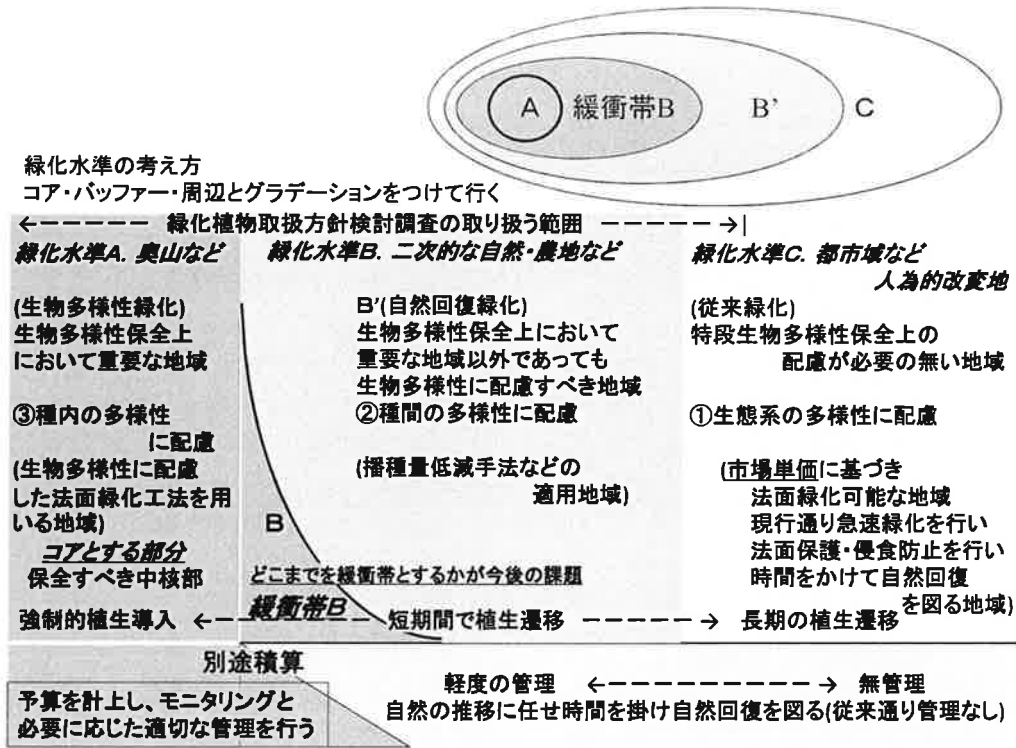 A 緩衝帯B B’ C
緑化水準の考え方
コア・バッファー・周辺とグラデーションをつけて行く
←－－－－－ 緑化植物取扱方針検討調査の取り扱う範囲 －－－－－→|
緑化水準A. 奥山など
(生物多様性緑化)
生物多様性保全上
において重要な地域
③種内の多様性
に配慮
(生物多様性に配慮
した法面緑化工法を用
いる地域)
コアとする部分
保全すべき中核部
緑化水準B. 二次的な自然・農地など
B’(自然回復緑化)
生物多様性保全上において
重要な地域以外であっても
生物多様性に配慮すべき地域
②種間の多様性に配慮
(播種量低減手法などの
適用地域)
B
どこまでを緩衝帯とするかが今後の課題
緩衝帯B
緑化水準C. 都市域など
人為的改変地
(従来緑化)
特段生物多様性保全上の
配慮が必要の無い地域
①生態系の多様性に配慮
(市場単価に基づき
法面緑化可能な地域
現行通り急速緑化を行い
法面保護・侵食防止を行い
時間をかけて自然回復
を図る地域)
強制的植生導入 ←－－－－－ 短期間で植生遷移 －－－－－→ 長期の植生遷移
別途積算
予算を計上し、モニタリングと
必要に応じた適切な管理を行う
軽度の管理 ←－－－－－－－－－－→ 無管理
自然の推移に任せ時間を掛け自然回復を図る(従来通り管理なし)